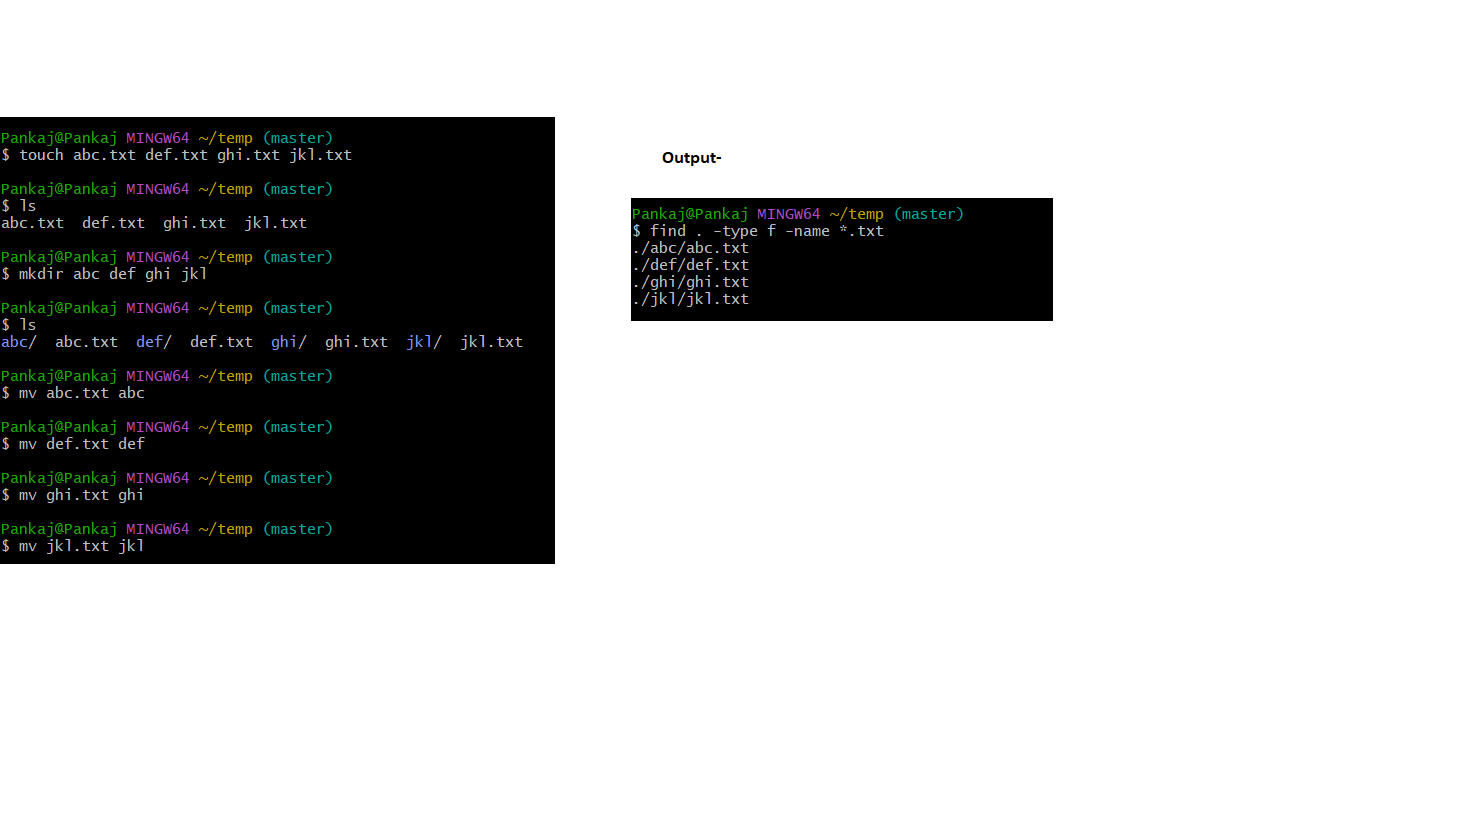 Pankaj@Pankaj MINGW64 ~/temp (master)
$ touch abc.txt def.txt ghi.txt jkl.txt
Pankaj@Pankaj MINGW64 ~/temp (master)
$ ls
abc.txt  def.txt  ghi.txt  jkl.txt
Pankaj@Pankaj MINGW64 ~/temp (master)
$ mkdir abc def ghi jkl
Pankaj@Pankaj MINGW64 ~/temp (master)
$ ls
abc/  abc.txt  def/  def.txt  ghi/  ghi.txt  jkl/  jkl.txt
Pankaj@Pankaj MINGW64 ~/temp (master)
$ mv abc.txt abc
Pankaj@Pankaj MINGW64 ~/temp (master)
$ mv def.txt def
Pankaj@Pankaj MINGW64 ~/temp (master)
$ mv ghi.txt ghi
Pankaj@Pankaj MINGW64 ~/temp (master)
$ mv jkl.txt jkl
Output-
Pankaj@Pankaj MINGW64 ~/temp (master)
$ find . -type f -name *.txt
./abc/abc.txt
./def/def.txt
./ghi/ghi.txt
./jkl/jkl.txt